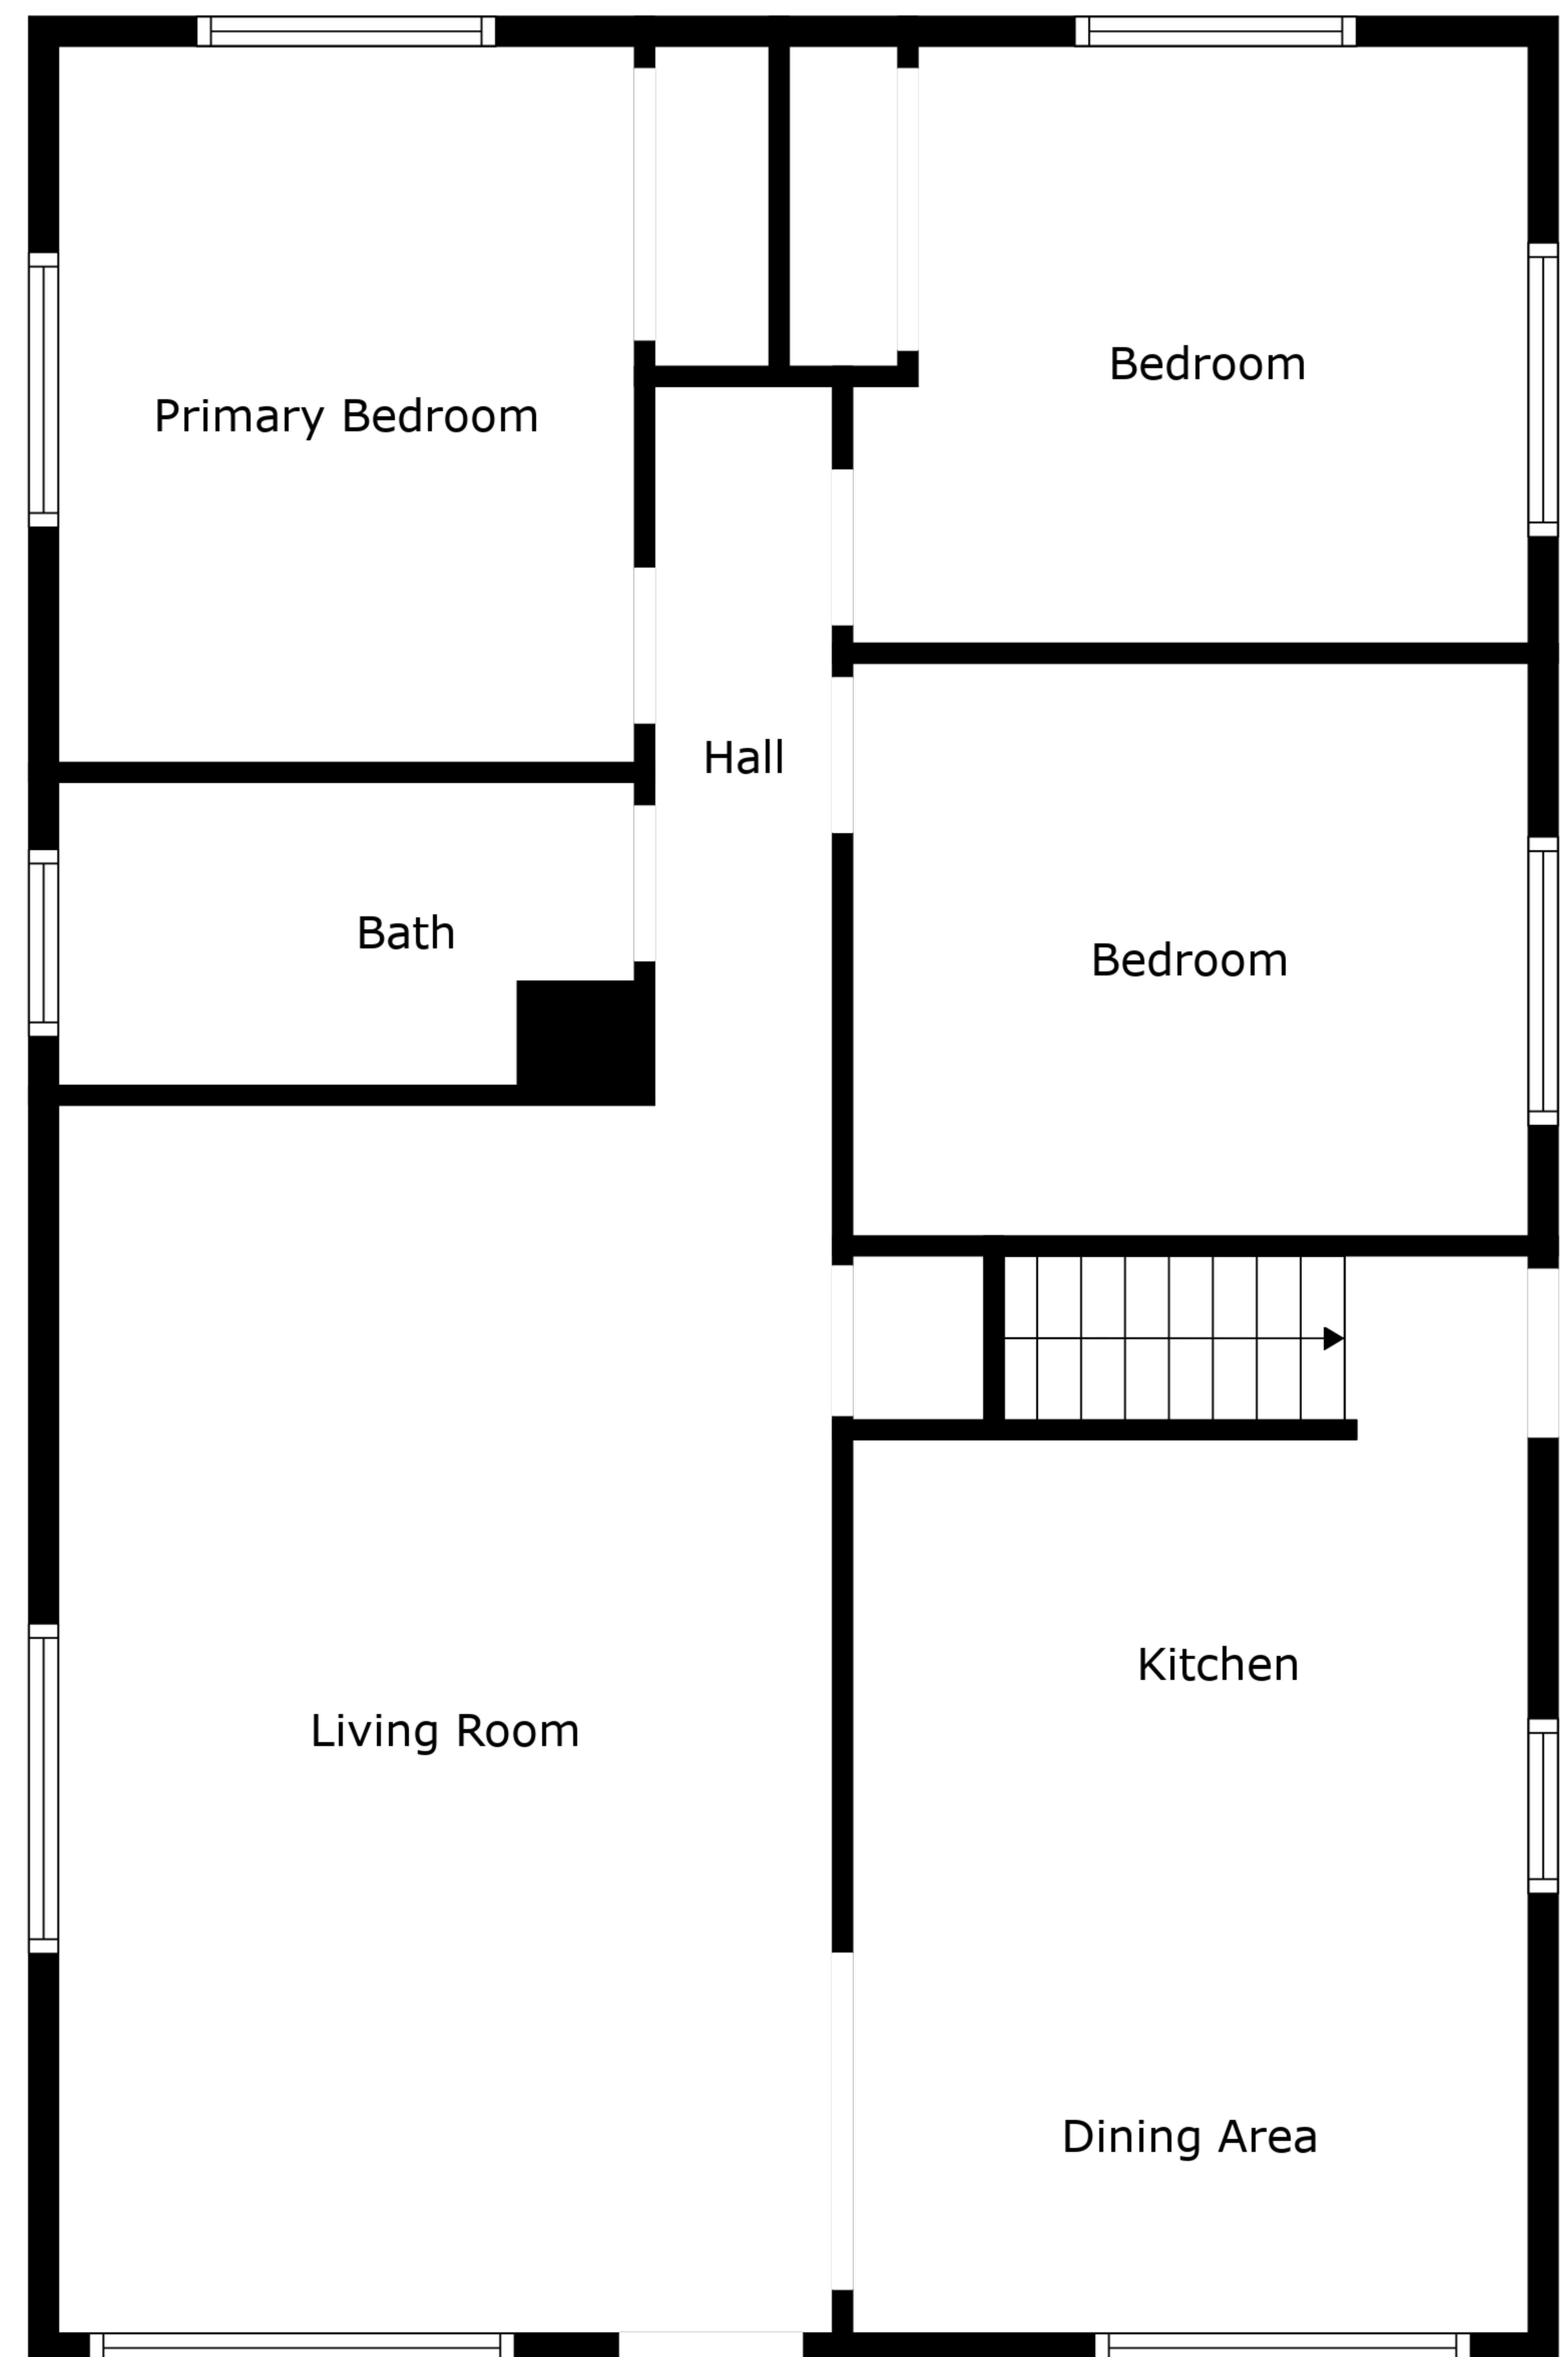 Bedroom
Primary Bedroom
Hall
Bath
Bedroom
Kitchen
Living Room
Dining Area